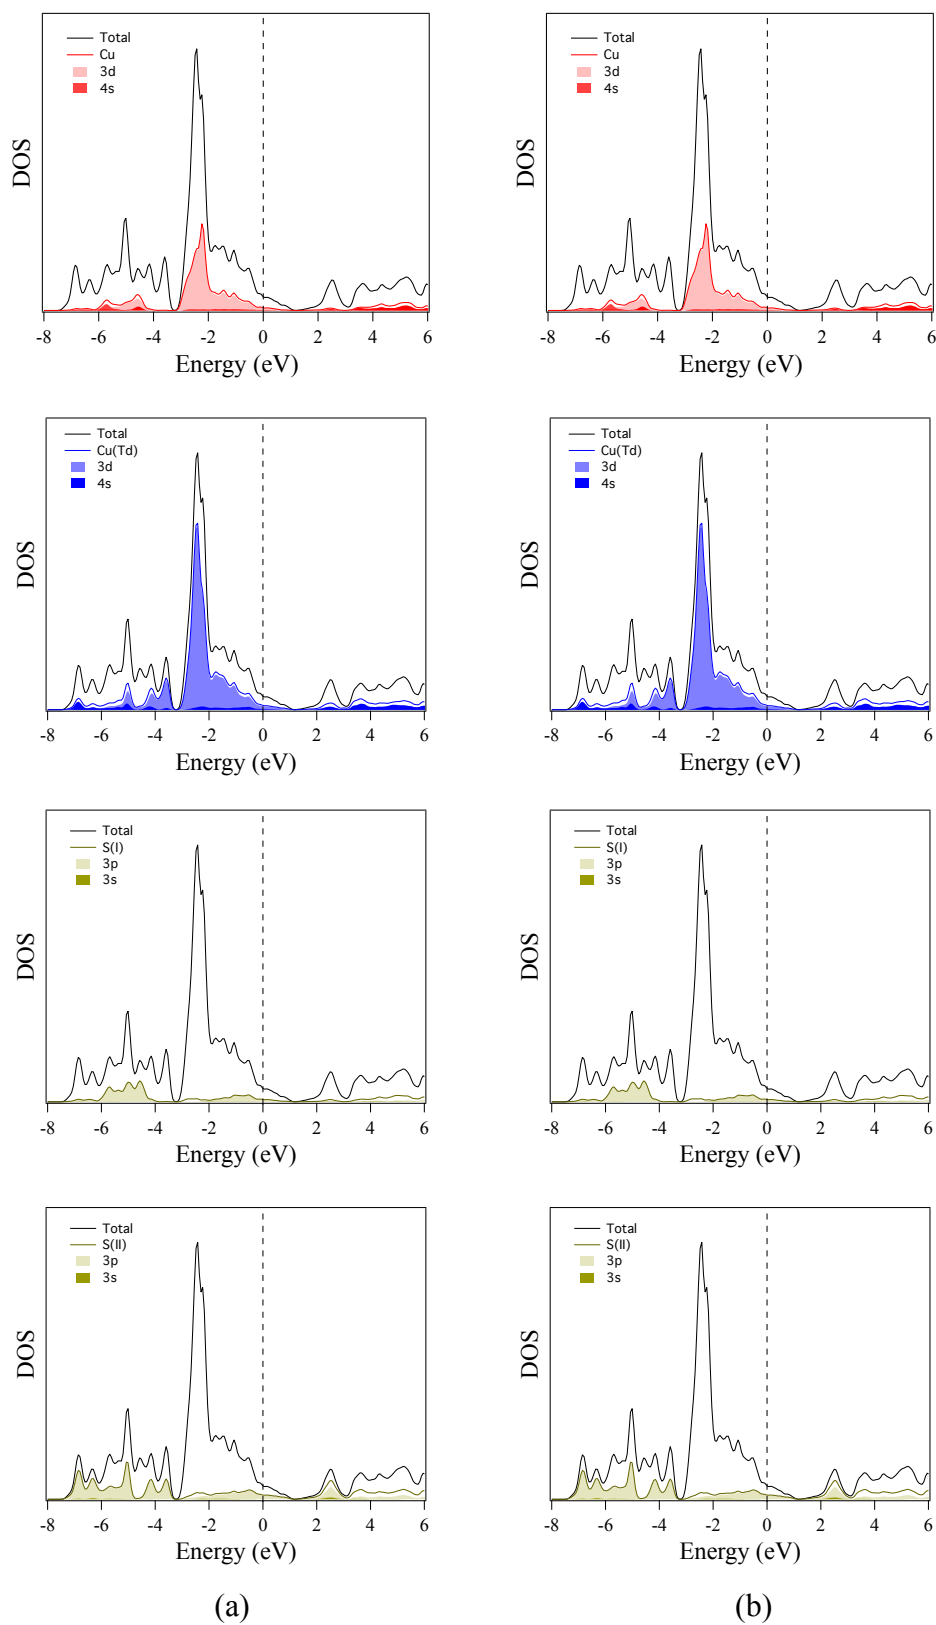 Total
Cu
3d
4s
DOS
-8 -6 -4 -2 0 2 4 6
Energy (eV)
Total
Cu
3d
4s
DOS
-8 -6 -4 -2 0 2 4 6
Energy (eV)
Total
Cu(Td)
3d
4s
DOS
-8 -6 -4 -2 0 2 4 6
Energy (eV)
Total
Cu(Td)
3d
4s
DOS
-8 -6 -4 -2 0 2 4 6
Energy (eV)
Total
S(I)
3p
3s
DOS
-8 -6 -4 -2 0 2 4 6
Energy (eV)
Total
S(I)
3p
3s
DOS
-8 -6 -4 -2 0 2 4 6
Energy (eV)
Total
S(II)
3p
3s
DOS
-8 -6 -4 -2 0 2 4 6
Energy (eV)
Total
S(II)
3p
3s
DOS
-8 -6 -4 -2 0 2 4 6
Energy (eV)
(a)
(b)